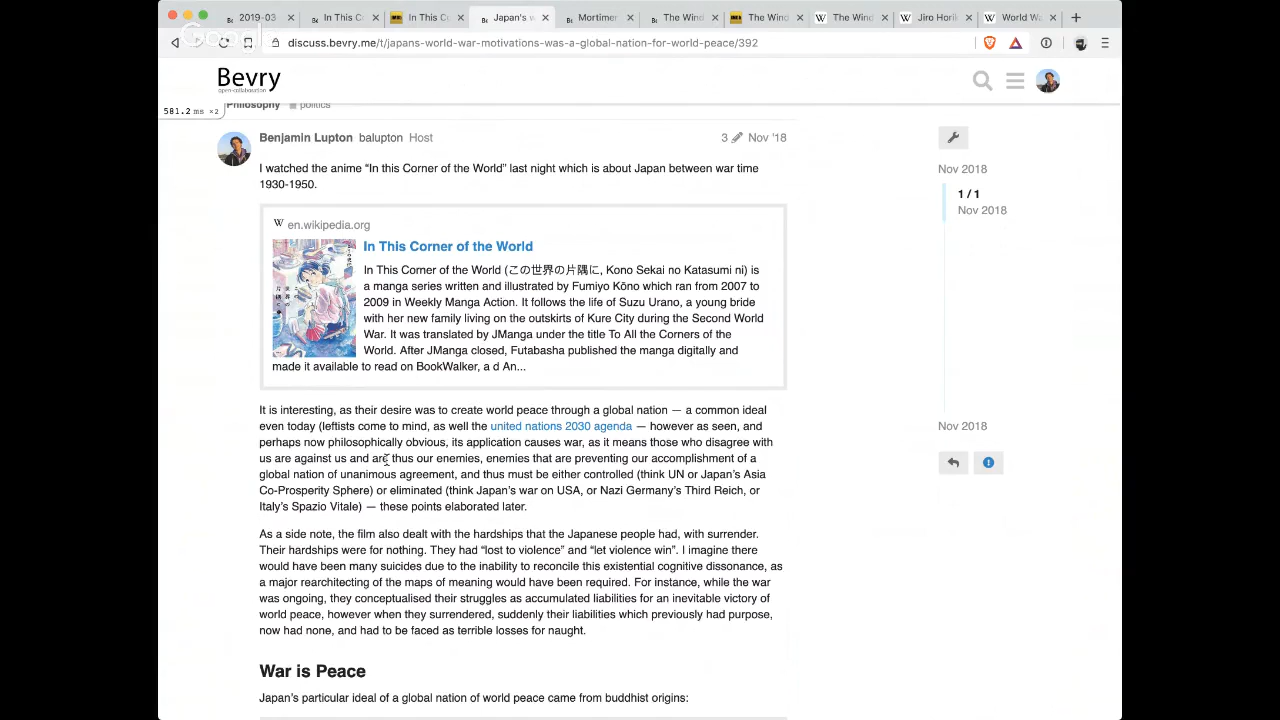 2019-03
In This C
In This Co
Japan's w
Mortimer
The Wind
The Wind
The Wind
Jiro Horik
World Wa
discuss.bevry.me/t/japans-world-war-motivations-was-a-global-nation-for-world-peace/392
Bevry
open-collaboration
581.2 ms ×2
Philosophy politics
Benjamin Lupton balupton Host 3 Nov '18
I watched the anime “In this Corner of the World” last night which is about Japan between war time
1930-1950.
en.wikipedia.org
In This Corner of the World
In This Corner of the World (この世界の片隅に, Kono Sekai no Katasumi ni) is
a manga series written and illustrated by Fumiyo Kōno which ran from 2007 to
2009 in Weekly Manga Action. It follows the life of Suzu Urano, a young bride
with her new family living on the outskirts of Kure City during the Second World
War. It was translated by JManga under the title To All the Corners of the
World. After JManga closed, Futabasha published the manga digitally and
made it available to read on BookWalker, a d An...
It is interesting, as their desire was to create world peace through a global nation — a common ideal
even today (leftists come to mind, as well the united nations 2030 agenda — however as seen, and
perhaps now philosophically obvious, its application causes war, as it means those who disagree with
us are against us and are thus our enemies, enemies that are preventing our accomplishment of a
global nation of unanimous agreement, and thus must be either controlled (think UN or Japan’s Asia
Co-Prosperity Sphere) or eliminated (think Japan’s war on USA, or Nazi Germany’s Third Reich, or
Italy’s Spazio Vitale) — these points elaborated later.
As a side note, the film also dealt with the hardships that the Japanese people had, with surrender.
Their hardships were for nothing. They had “lost to violence” and “let violence win”. I imagine there
would have been many suicides due to the inability to reconcile this existential cognitive dissonance, as
a major rearchitecting of the maps of meaning would have been required. For instance, while the war
was ongoing, they conceptualised their struggles as accumulated liabilities for an inevitable victory of
world peace, however when they surrendered, suddenly their liabilities which previously had purpose,
now had none, and had to be faced as terrible losses for naught.
War is Peace
Japan’s particular ideal of a global nation of world peace came from buddhist origins:
Nov 2018
1 / 1
Nov 2018
Nov 2018